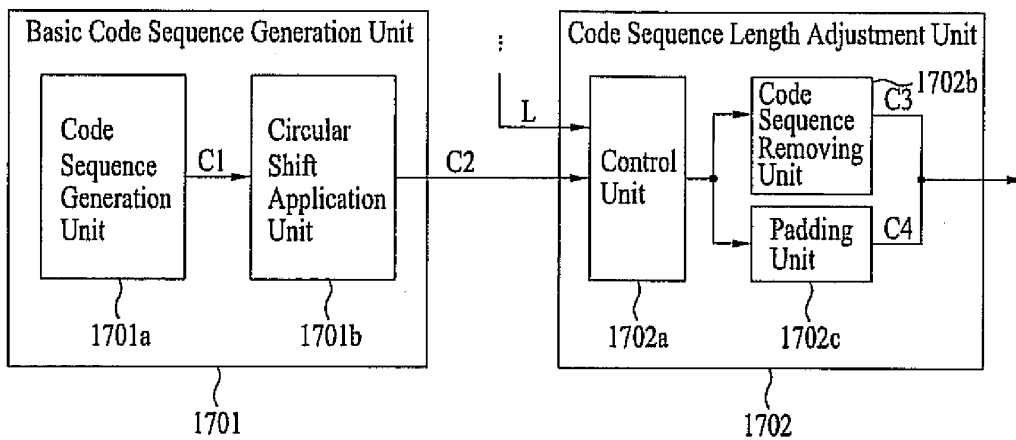 Basic Code Sequence Generation Unit
Code
Sequence
Generation
Unit
1701a
C1
Circular
Shift
Application
Unit
1701b
1701
L
C2
Code Sequence Length Adjustment Unit
Control
Unit
1702a
Code
Sequence
Removing
Unit
1702b
C3
Padding
Unit
C4
1702c
1702